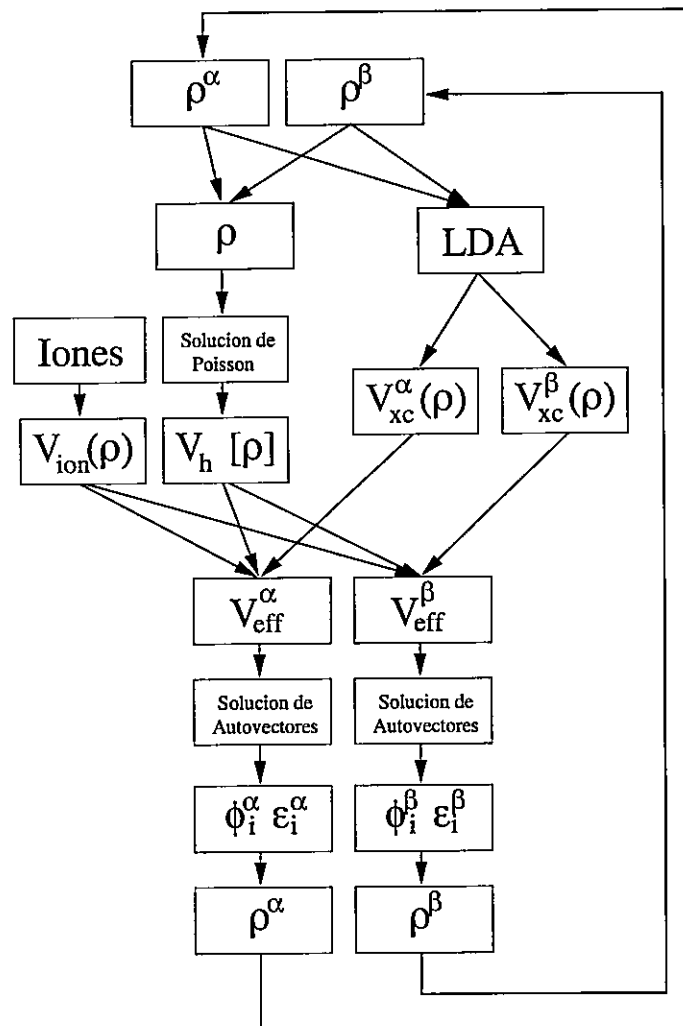 ρ^α
ρ^β
ρ
LDA
Iones
Solucion de
Poisson
V_xc^α(ρ)
V_xc^β(ρ)
V_ion(ρ)
V_h [ρ]
V_eff^α
V_eff^β
Solucion de
Autovectores
Solucion de
Autovectores
ϕ_i^α ε_i^α
ϕ_i^β ε_i^β
ρ^α
ρ^β